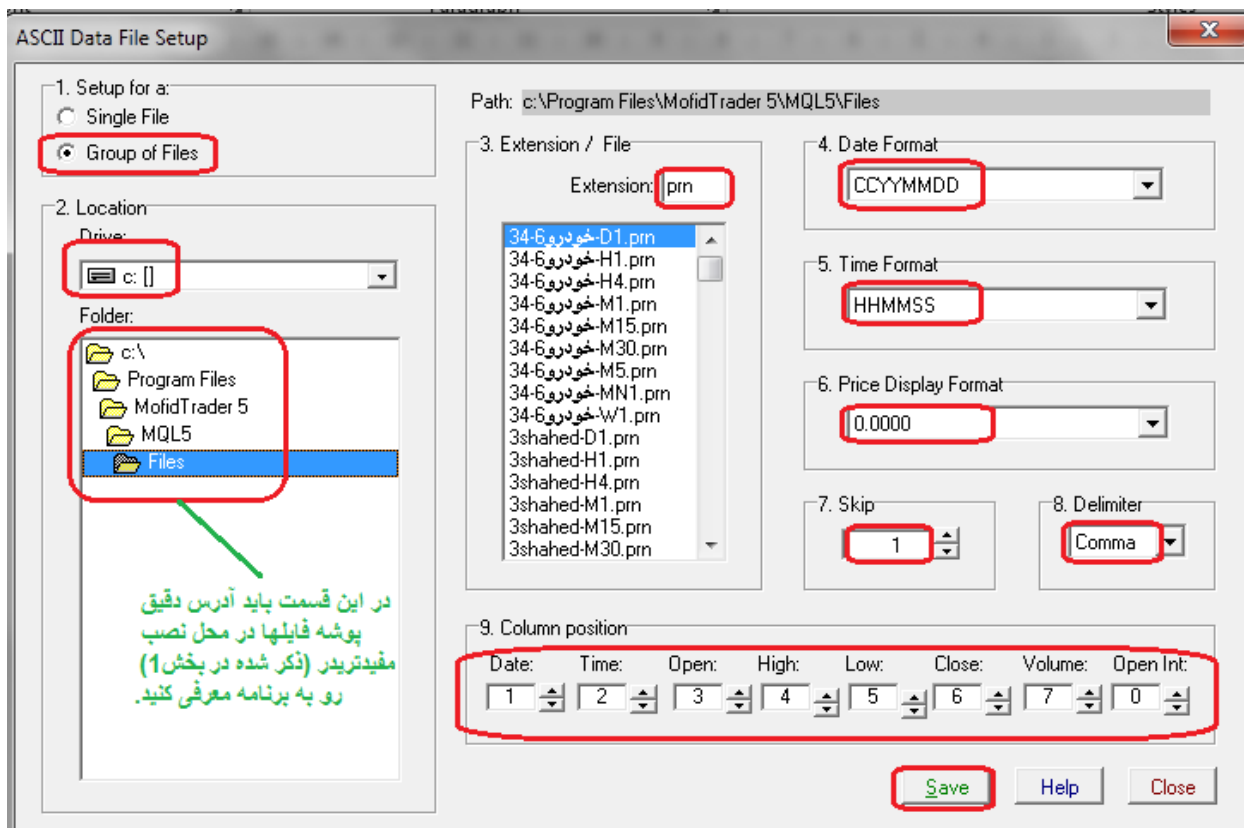 ASCII Data File Setup
1. Setup for a:
Single File
Group of Files
2. Location
Drive:
c: []
Folder:
c:\
Program Files
MofidTrader 5
MQL5
Files
در این قسمت باید آدرس دقیق
پوشه فایلها در محل نصب
مفیدتریدر (ذکر شده در بخش1)
رو به برنامه معرفی کنید.
Path: c:\Program Files\MofidTrader 5\MQL5\Files
3. Extension / File
Extension: prn
34-6خودرو-D1.prn
34-6خودرو-H1.prn
34-6خودرو-H4.prn
34-6خودرو-M1.prn
34-6خودرو-M15.prn
34-6خودرو-M30.prn
34-6خودرو-M5.prn
34-6خودرو-MN1.prn
34-6خودرو-W1.prn
3shahed-D1.prn
3shahed-H1.prn
3shahed-H4.prn
3shahed-M1.prn
3shahed-M15.prn
3shahed-M30.prn
4. Date Format
CCYYMMDD
5. Time Format
HHMMSS
6. Price Display Format
0.0000
7. Skip
1
8. Delimiter
Comma
9. Column position
Date: Time: Open: High: Low: Close: Volume: Open Int:
1 2 3 4 5 6 7 0
Save Help Close